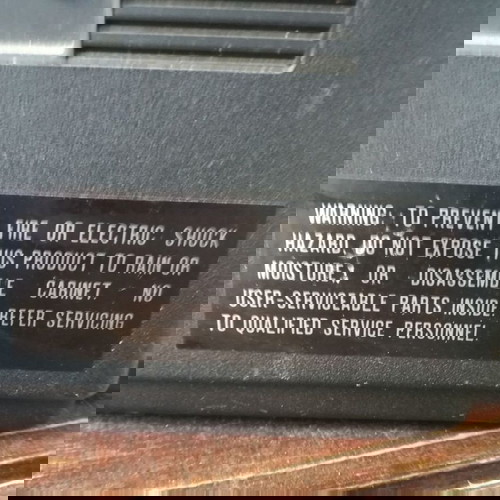 WARNING: TO PREVENT
FIRE OR ELECTRIC SHOCK
HAZARD, DO NOT EXPOSE
THIS PRODUCT TO RAIN OR
MOISTURE, OR DISASSEMBLE
CABINET. NO
USER-SERVICEABLE PARTS INSIDE.
REFER SERVICING
TO QUALIFIED SERVICE PERSONNEL.